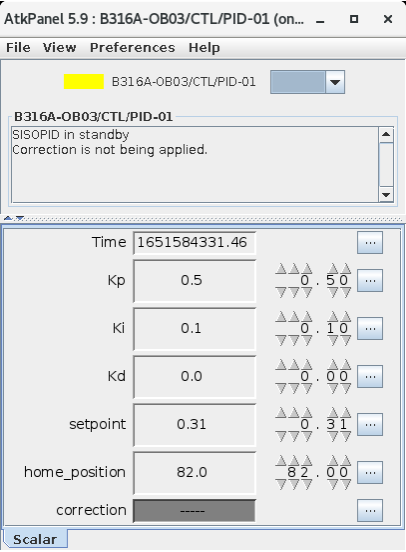 AtkPanel 5.9 : B316A-OB03/CTL/PID-01 (on...
File View Preferences Help
B316A-OB03/CTL/PID-01
B316A-OB03/CTL/PID-01
SISOPID in standby
Correction is not being applied.
Time 1651584331.46 ...
Kp 0.5 0.50 ...
Ki 0.1 0.10 ...
Kd 0.0 0.00 ...
setpoint 0.31 0.31 ...
home_position 82.0 82.00 ...
correction ----- ...
Scalar